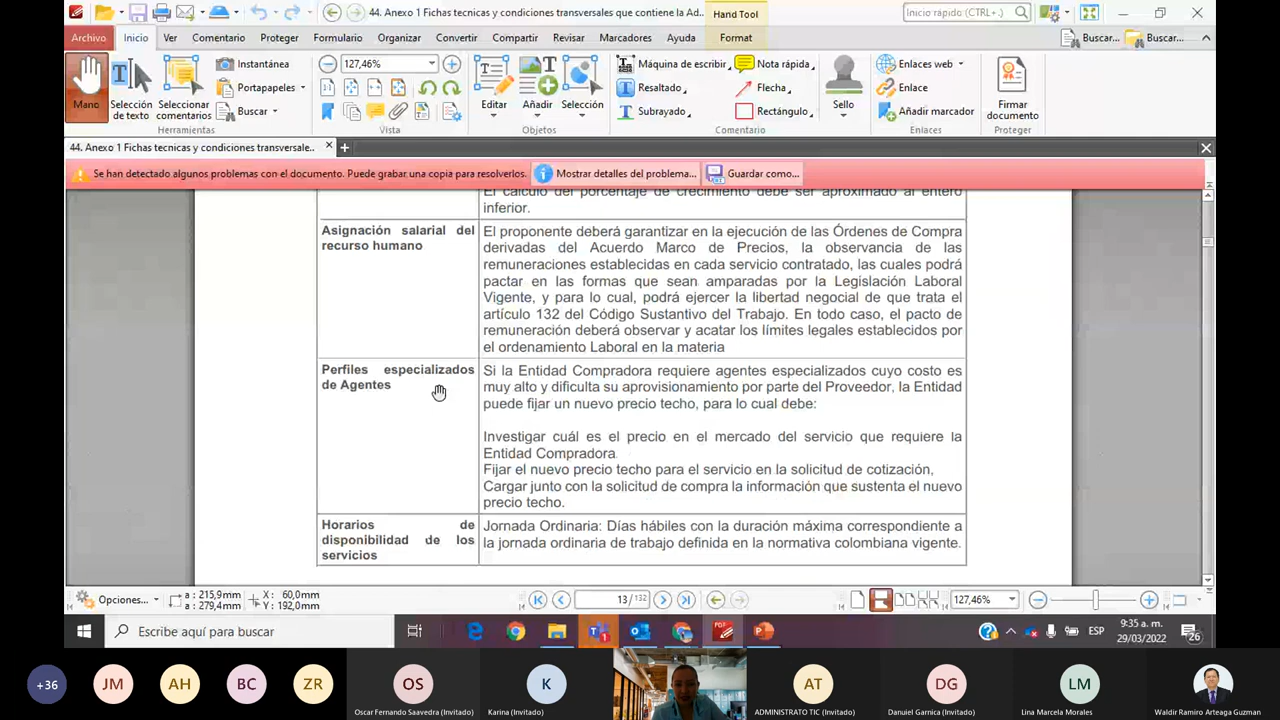 44. Anexo 1 Fichas tecnicas y condiciones transversales que contiene la Ad..
Hand Tool
Inicio rápido (CTRL+.)
Archivo Inicio Ver Comentario Proteger Formulario Organizar Convertir Compartir Revisar Marcadores Ayuda Format Buscar... Buscar...
Mano
Selección de texto
Seleccionar comentarios
Instantánea
Portapapeles
Buscar
Herramientas
127,46%
Vista
Editar
Añadir
Selección
Objetos
Máquina de escribir
Resaltado
Subrayado
Nota rápida
Flecha
Rectángulo
Sello
Comentario
Enlaces web
Enlace
Añadir marcador
Enlaces
Firmar documento
Proteger
44. Anexo 1 Fichas tecnicas y condiciones transversale..
Se han detectado algunos problemas con el documento. Puede grabar una copia para resolverlos.
Mostrar detalles del problema...
Guardar como...
El calculo del porcentaje de crecimiento debe ser aproximado al entero
inferior.
Asignación salarial del
recurso humano
El proponente deberá garantizar en la ejecución de las Órdenes de Compra
derivadas del Acuerdo Marco de Precios, la observancia de las
remuneraciones establecidas en cada servicio contratado, las cuales podrá
pactar en las formas que sean amparadas por la Legislación Laboral
Vigente, y para lo cual, podrá ejercer la libertad negocial de que trata el
artículo 132 del Código Sustantivo del Trabajo. En todo caso, el pacto de
remuneración deberá observar y acatar los límites legales establecidos por
el ordenamiento Laboral en la materia
Perfiles especializados
de Agentes
Si la Entidad Compradora requiere agentes especializados cuyo costo es
muy alto y dificulta su aprovisionamiento por parte del Proveedor, la Entidad
puede fijar un nuevo precio techo, para lo cual debe:
Investigar cuál es el precio en el mercado del servicio que requiere la
Entidad Compradora
Fijar el nuevo precio techo para el servicio en la solicitud de cotización,
Cargar junto con la solicitud de compra la información que sustenta el nuevo
precio techo.
Horarios de
disponibilidad de los
servicios
Jornada Ordinaria: Días hábiles con la duración máxima correspondiente a
la jornada ordinaria de trabajo definida en la normativa colombiana vigente.
Opciones...
a : 215,9mm
a : 279,4mm
X : 60,0mm
Y : 192,0mm
13 / 132
127,46%
Escribe aquí para buscar
ESP
9:35 a. m.
29/03/2022
26
+36
JM
AH
BC
ZR
OS
K
AT
DG
LM
Oscar Fernando Saavedra (Invitado)
Karina (Invitado)
ADMINISTRATO TIC (Invitado)
Danuiel Garnica (Invitado)
Lina Marcela Morales
Waldir Ramiro Arteaga Guzman